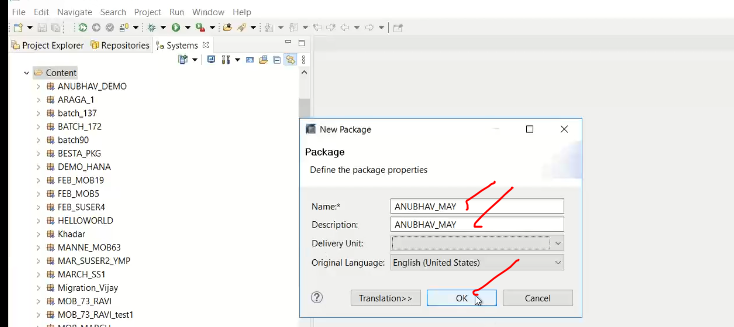 File Edit Navigate Search Project Run Window Help
Project Explorer Repositories Systems
Content
ANUBHAV_DEMO
ARAGA_1
batch_137
BATCH_172
batch90
BESTA_PKG
DEMO_HANA
FEB_MOB19
FEB_MOB5
FEB_SUSER4
HELLOWORLD
Khadar
MANNE_MOB63
MAR_SUSER2_YMP
MARCH_SS1
Migration_Vijay
MOB_73_RAVI
MOB_73_RAVI_test1
New Package
Package
Define the package properties
Name:* ANUBHAV_MAY
Description: ANUBHAV_MAY
Delivery Unit:
Original Language: English (United States)
Translation>> OK Cancel